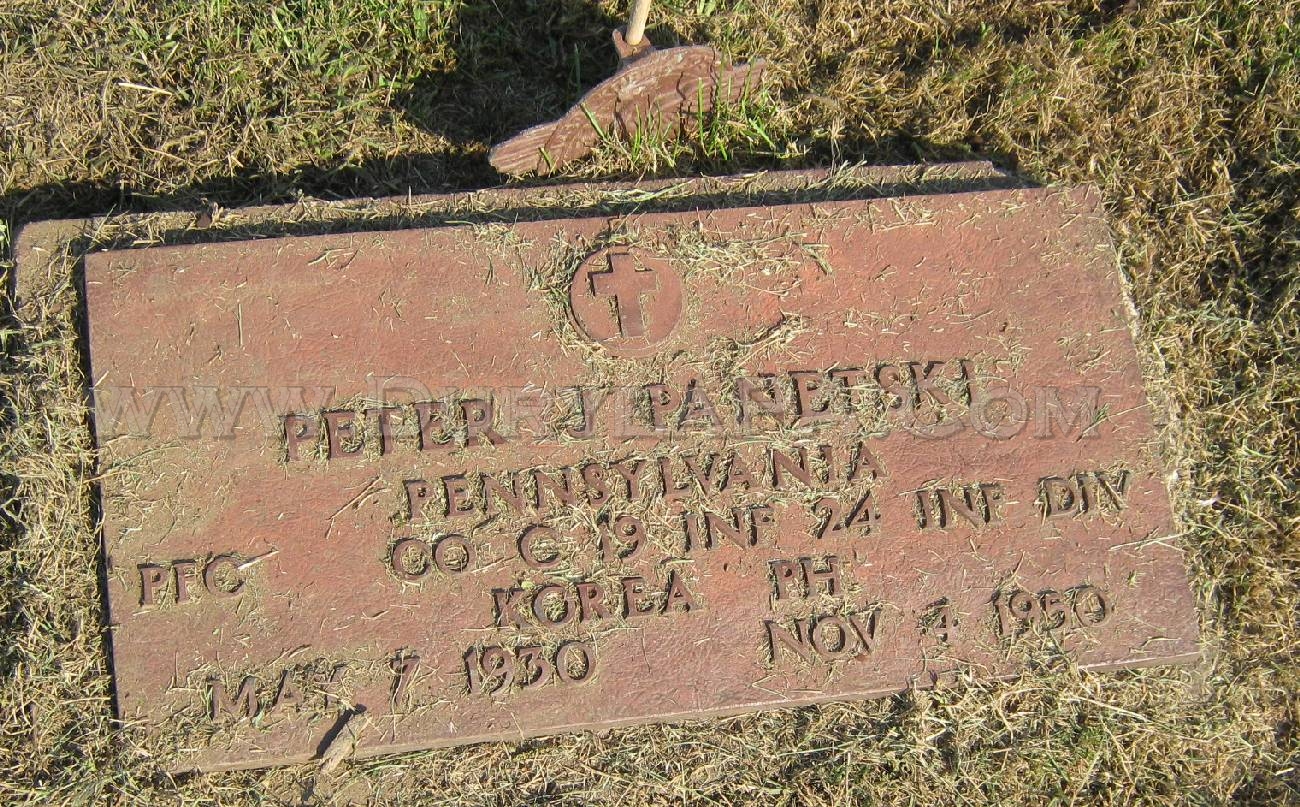 PETER J PANETSKI
PENNSYLVANIA
PFC CO C 19 INF 24 INF DIV
KOREA PH
MAY 7 1930 NOV 4 1950